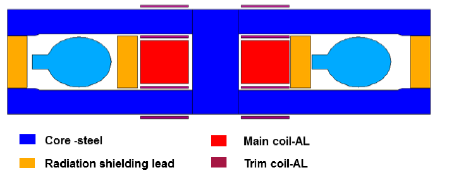 Core -steel
Main coil-AL
Radiation shielding lead
Trim coil-AL